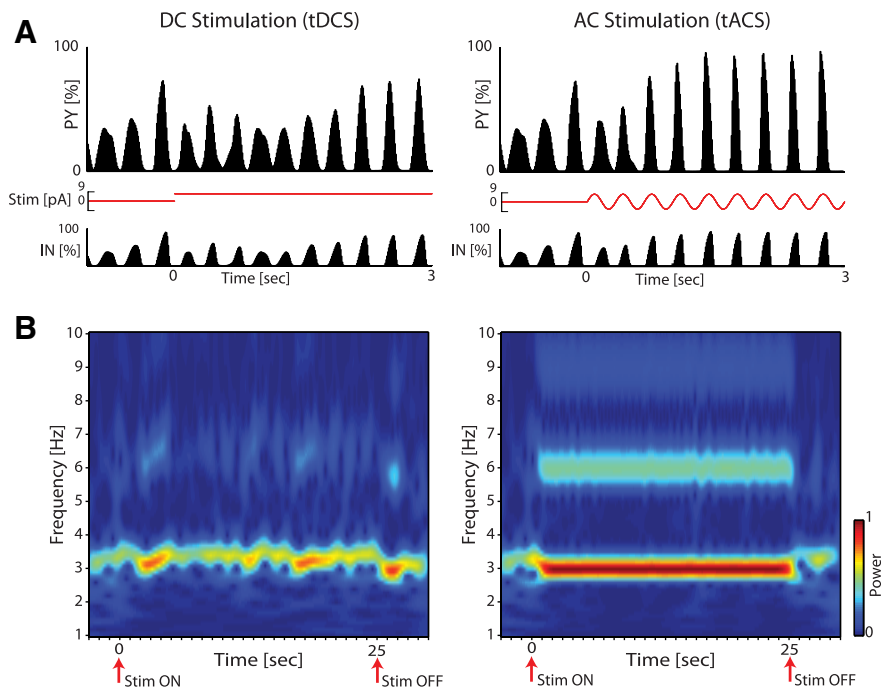 A
DC Stimulation (tDCS)
AC Stimulation (tACS)
100
PY [%]
0
9
Stim [pA] 0
100
IN [%]
0 Time [sec] 3
100
PY [%]
0
9
0
100
IN [%]
0 Time [sec] 3
B
10
9
8
7
6
5
4
3
2
1
Frequency [Hz]
0 Time [sec] 25
Stim ON Stim OFF
10
9
8
7
6
5
4
3
2
1
Frequency [Hz]
0 Time [sec] 25
Stim ON Stim OFF
1
Power
0